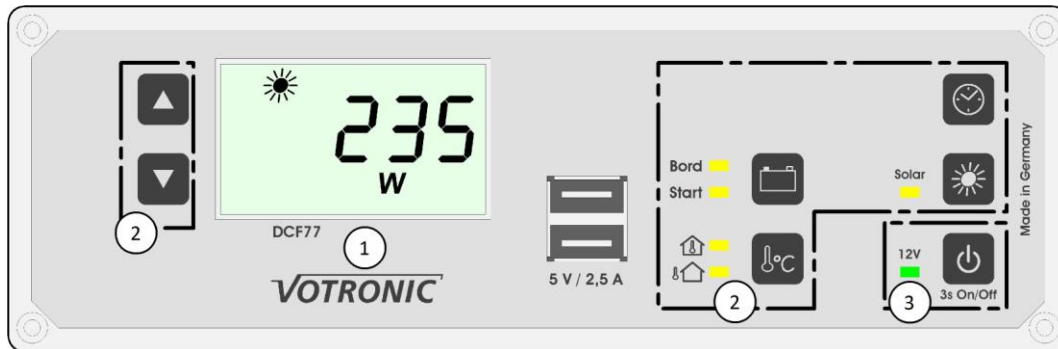 235
W
DCF77
1
VOTRONIC
2
5 V / 2,5 A
Bord
Start
°C
2
Solar
12V
3s On/Off
3
Made in Germany